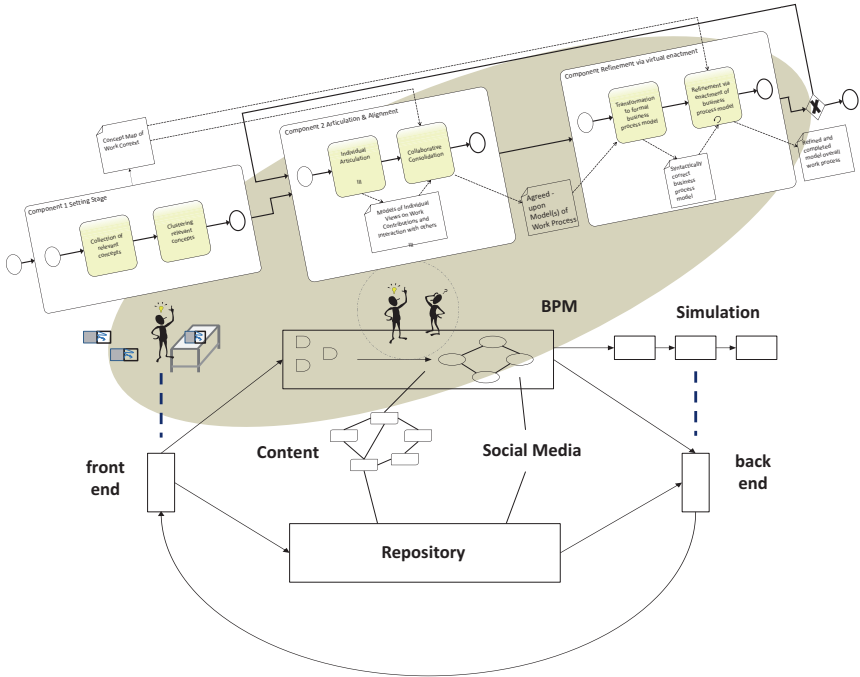 Component 1 Setting Stage
Collection of
relevant
concepts
Clustering
relevant
concepts
Concept Map of
Work Context
Component 2 Articulation & Alignment
Individual
Articulation
Collaborative
Consolidation
Models of Individual
Views on Work
Contributions and
interaction with others
Agreed -
upon
Model(s) of
Work Process
Component Refinement via virtual enactment
Transformation
to formal
business
process model
Refinement via
enactment of
business
process model
Syntactically
correct
business
process
model
Refined and
completed
model overall
work process
BPM
Simulation
Content
Social Media
front
end
back
end
Repository